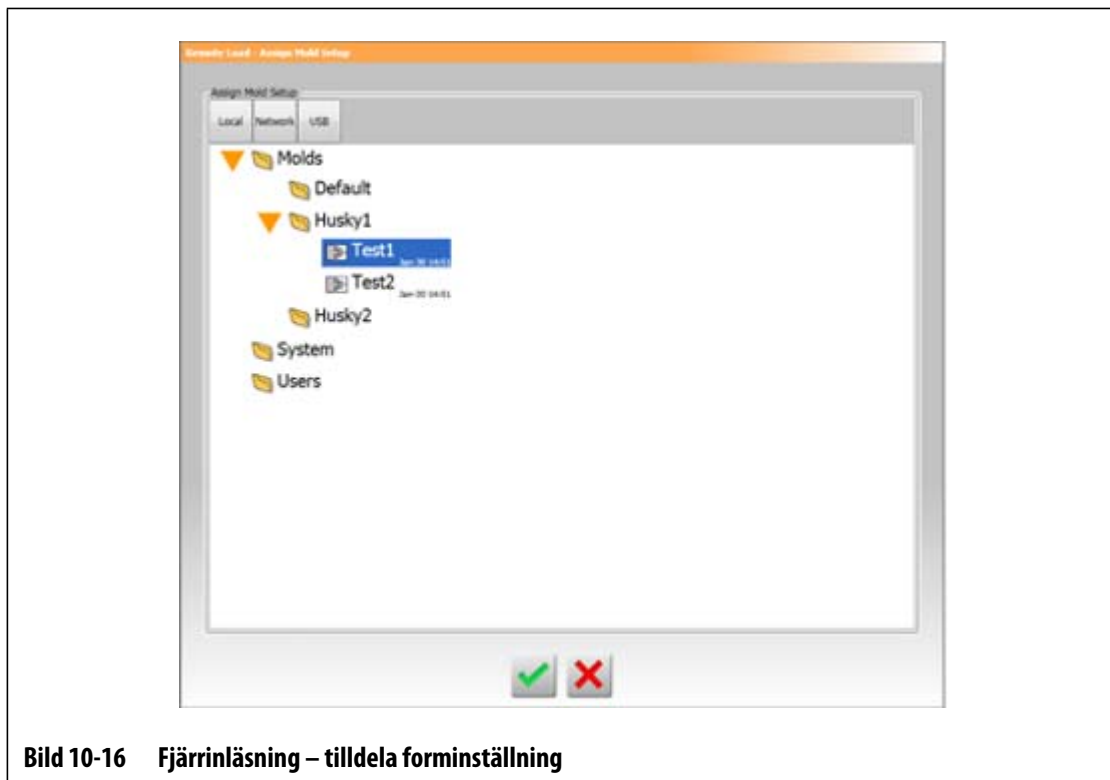 Remote Load - Assign Mold Setup
Assign Mold Setup
Local Network USB
Molds
Default
Husky1
Test1
Test2
Husky2
System
Users
Bild 10-16 Fjärrinläsning – tilldela forminställning